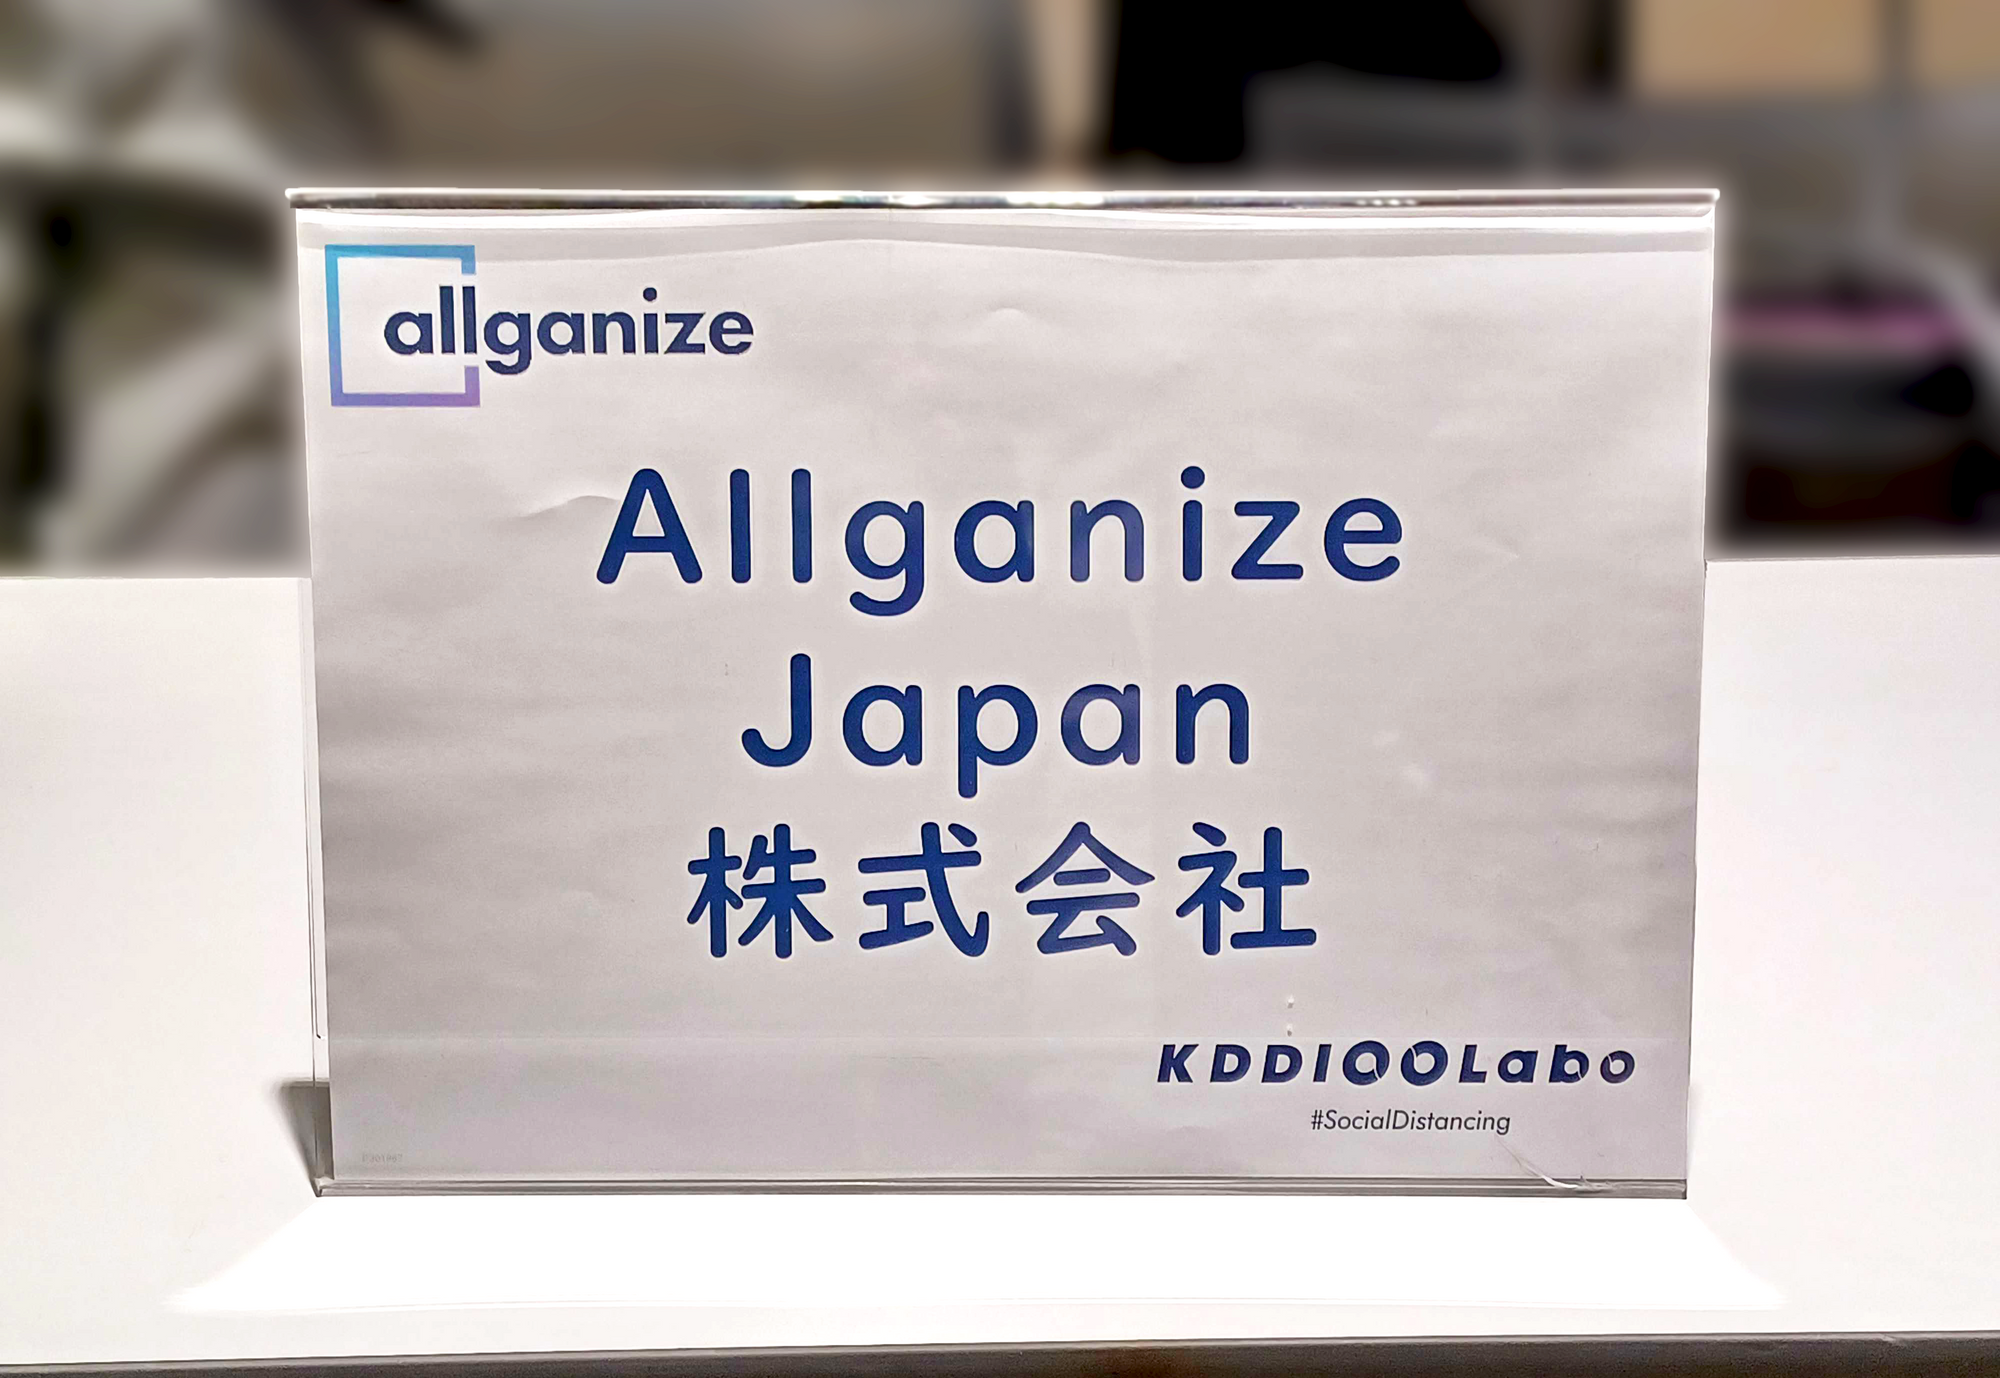 allganize
Allganize
Japan
株式会社
KDDI∞Labo
#SocialDistancing